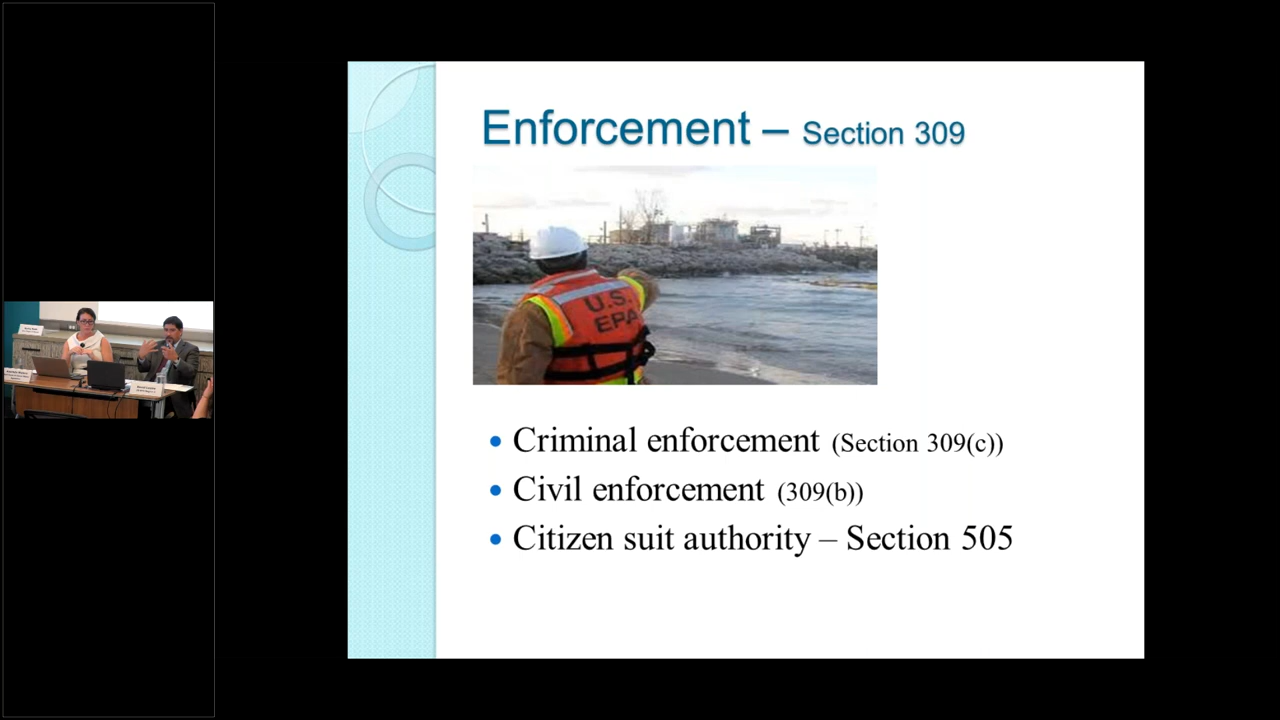 Enforcement – Section 309
U.S.
EPA
• Criminal enforcement (Section 309(c))
• Civil enforcement (309(b))
• Citizen suit authority – Section 505